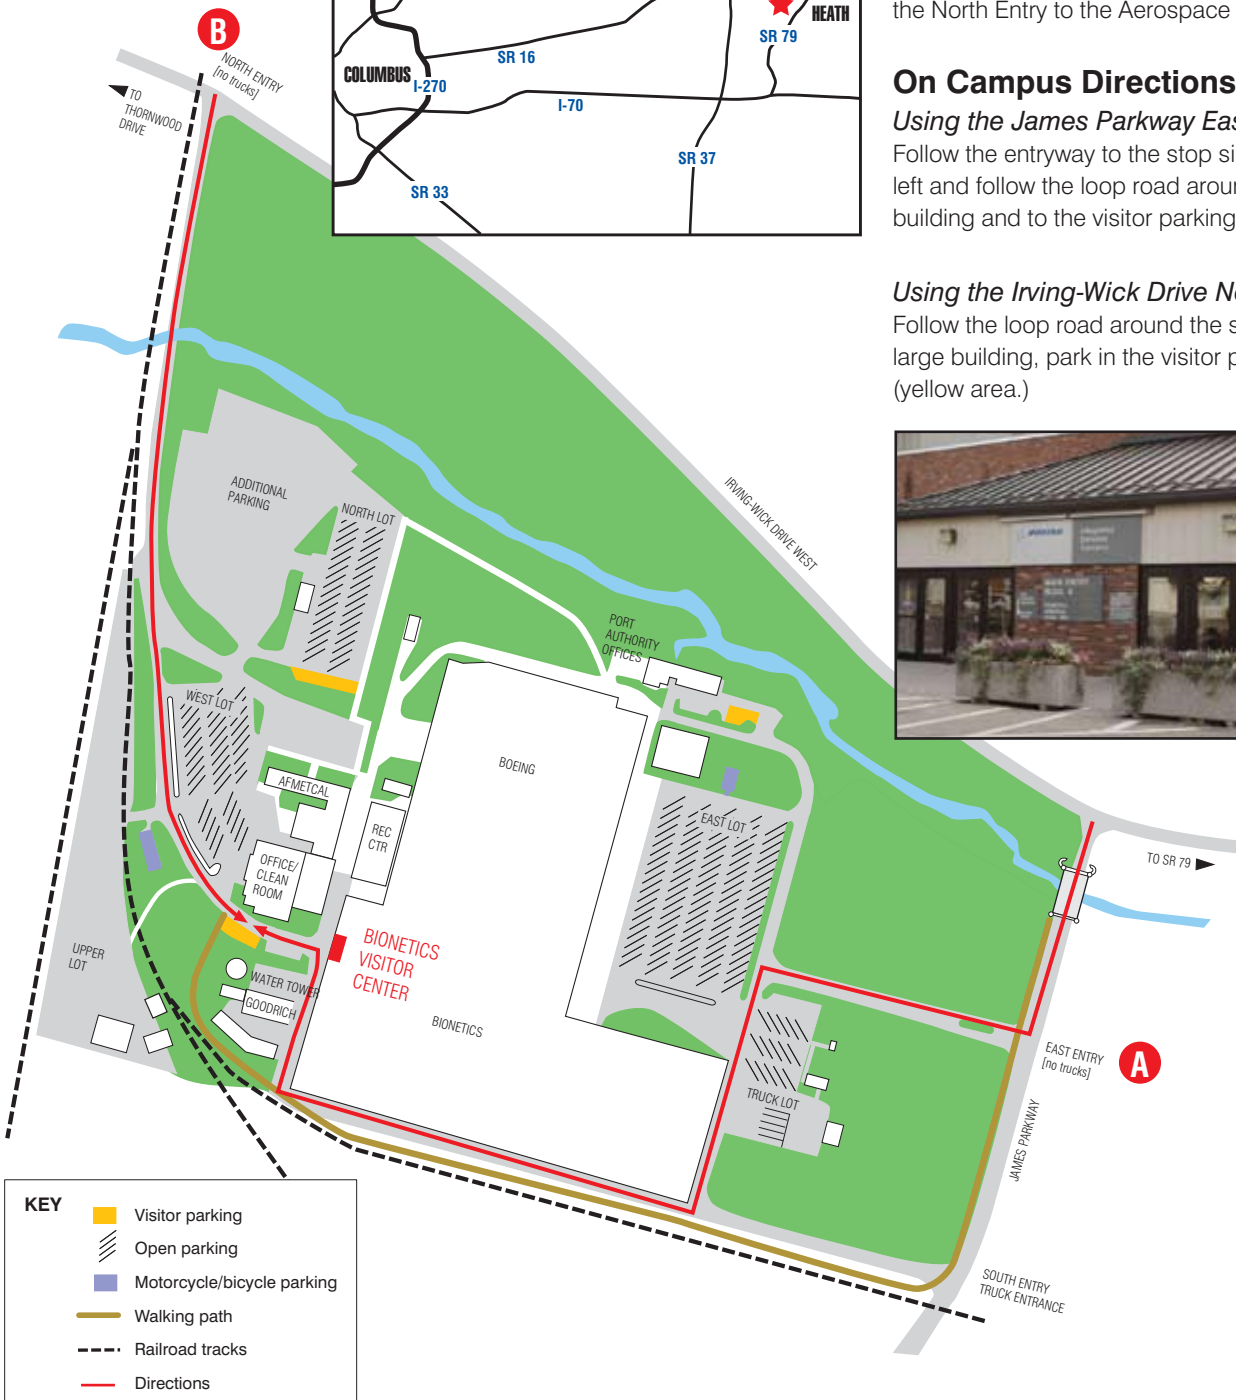 B
NORTH ENTRY
[no trucks]
TO
THORNWOOD
DRIVE
COLUMBUS
I-270
SR 16
I-70
SR 33
SR 37
SR 79
HEATH
the North Entry to the Aerospace
On Campus Directions
Using the James Parkway Eas
Follow the entryway to the stop si
left and follow the loop road aroun
building and to the visitor parking
Using the Irving-Wick Drive No
Follow the loop road around the s
large building, park in the visitor p
(yellow area.)
ADDITIONAL
PARKING
NORTH LOT
IRVING-WICK DRIVE WEST
PORT
AUTHORITY
OFFICES
WEST LOT
AFMETCAL
REC
CTR
BOEING
EAST LOT
OFFICE/
CLEAN
ROOM
TO SR 79
UPPER
LOT
WATER TOWER
GOODRICH
BIONETICS
VISITOR
CENTER
BIONETICS
TRUCK LOT
EAST ENTRY
[no trucks]
A
JAMES PARKWAY
SOUTH ENTRY
TRUCK ENTRANCE
KEY
Visitor parking
Open parking
Motorcycle/bicycle parking
Walking path
Railroad tracks
Directions